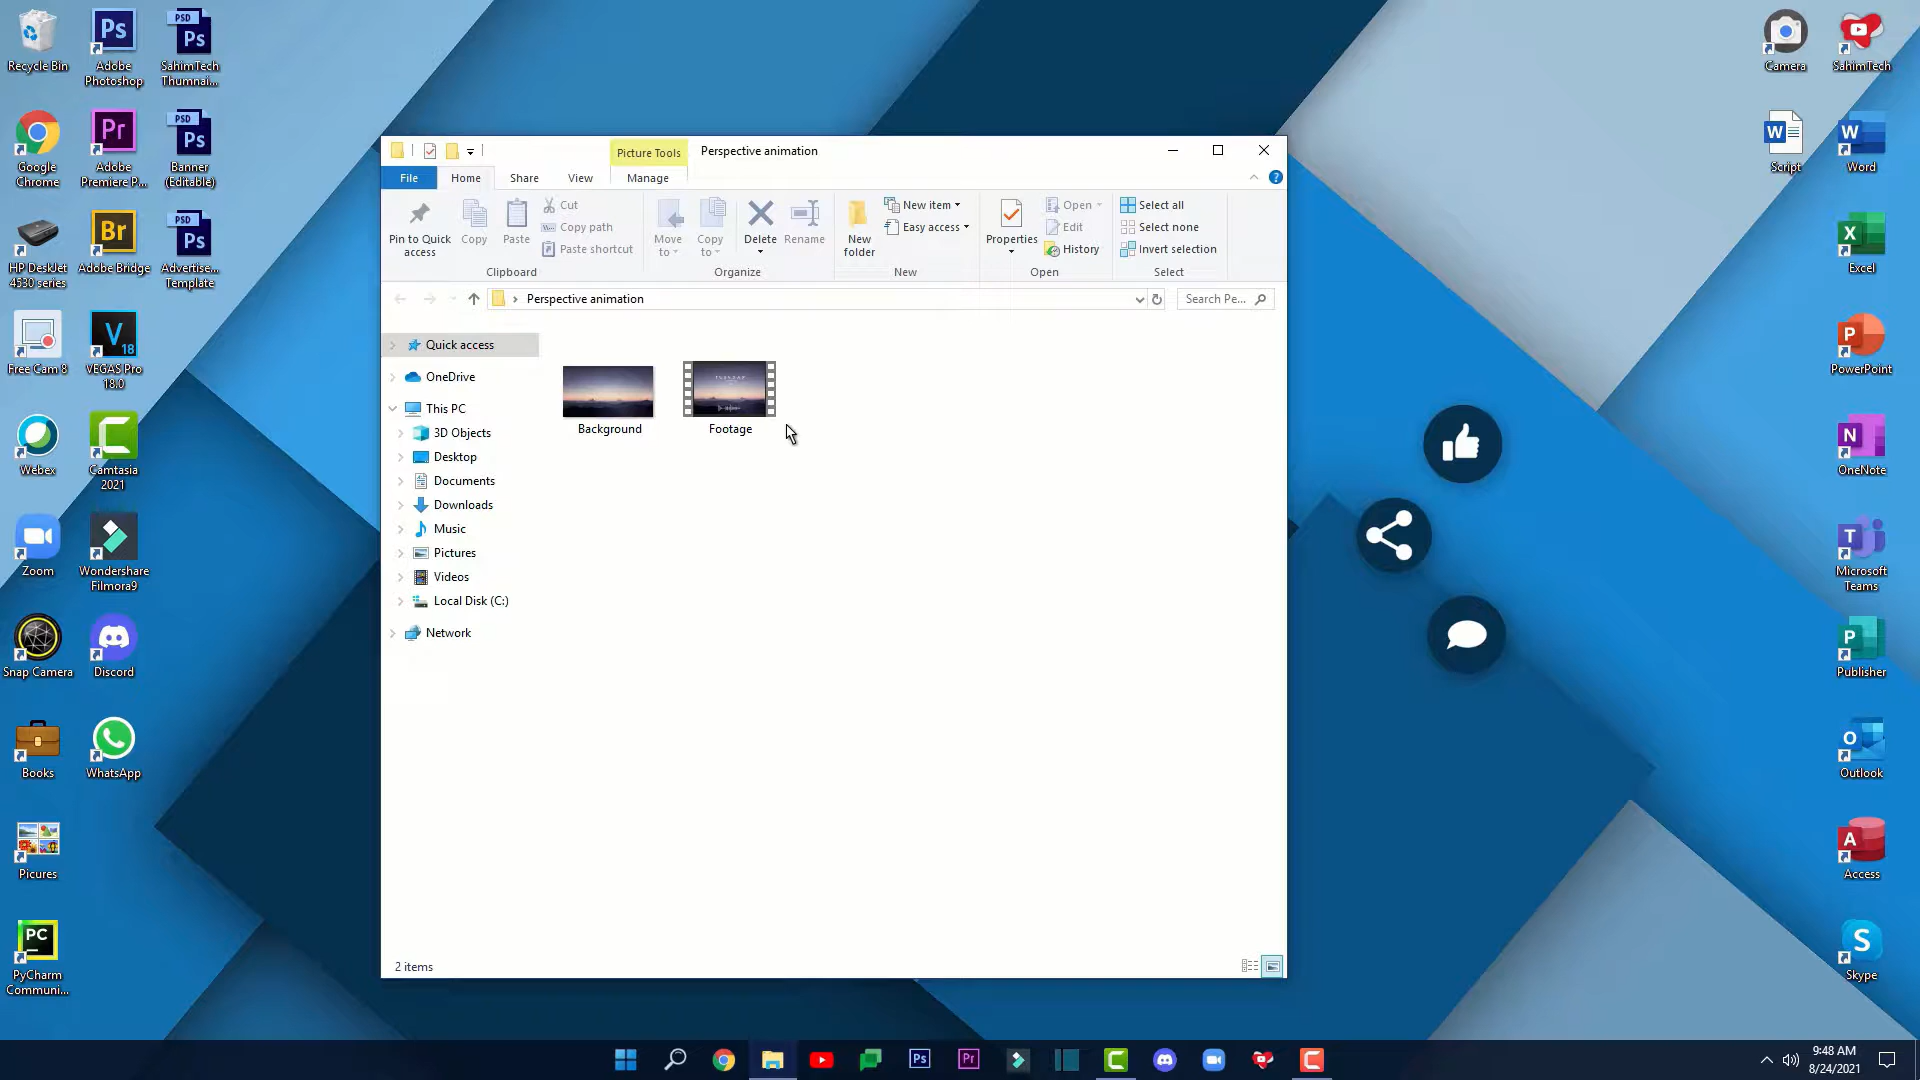 Recycle Bin
Adobe
Photoshop
SahimTech
Thumnai...
Google
Chrome
Adobe
Premiere P...
Banner
(Editable)
HP DeskJet
4530 series
Adobe Bridge
Advertise...
Template
Free Cam 8
VEGAS Pro
18.0
Webex
Camtasia
2021
Zoom
Wondershare
Filmora9
Snap Camera
Discord
Books
WhatsApp
Picures
PyCharm
Communi...
Picture Tools
Perspective animation
File
Home
Share
View
Manage
Pin to Quick
access
Copy
Paste
Cut
Copy path
Paste shortcut
Clipboard
Move
to
Copy
to
Delete
Rename
Organize
New
folder
New item
Easy access
New
Properties
Open
Edit
History
Open
Select all
Select none
Invert selection
Select
Perspective animation
Search Pe...
Quick access
OneDrive
This PC
3D Objects
Desktop
Documents
Downloads
Music
Pictures
Videos
Local Disk (C:)
Network
Background
Footage
2 items
Camera
SahimTech
Script
Word
Excel
PowerPoint
OneNote
Microsoft
Teams
Publisher
Outlook
Access
Skype
9:48 AM
8/24/2021